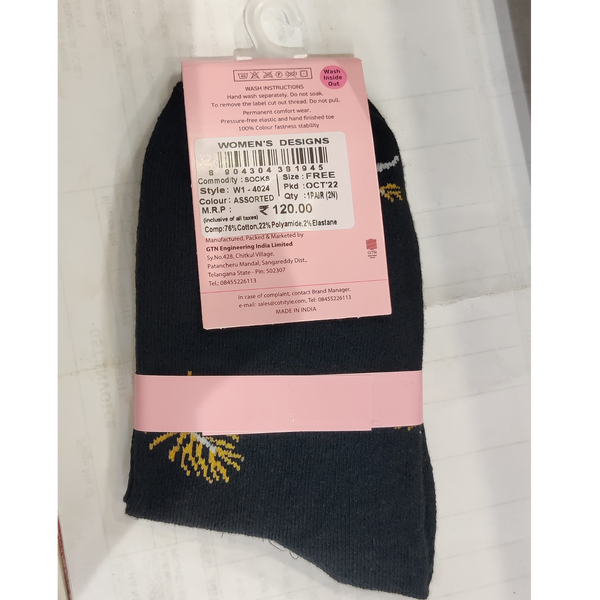 Wash
Inside
Out
WASH INSTRUCTIONS
Hand wash separately. Do not soak.
To remove the label cut out thread. Do not pull.
Permanent comfort wear.
Pressure-free elastic and hand finished toe
100% Colour fastness stability
WOMEN'S DESIGNS
8 904304 381945
Commodity : SOCKS
Size : FREE
Style : W1 - 4024
Pkd :OCT'22
Colour : ASSORTED
Qty :1PAIR (2N)
M.R.P : ₹ 120.00
(inclusive of all taxes)
Comp:76%Cotton,22%Polyamide,2%Elastane
Manufactured, Packed & Marketed by
GTN Engineering India Limited
Sy.No.428, Chitkul Village.
Patancheru Mandal, Sangareddy Dist.,
Telangana State - Pin: 502307
Tel.: 08455226113
GTN
In case of complaint, contact Brand Manager.
e-mail: sales@cotstyle.com, Tel: 08455226113
MADE IN INDIA